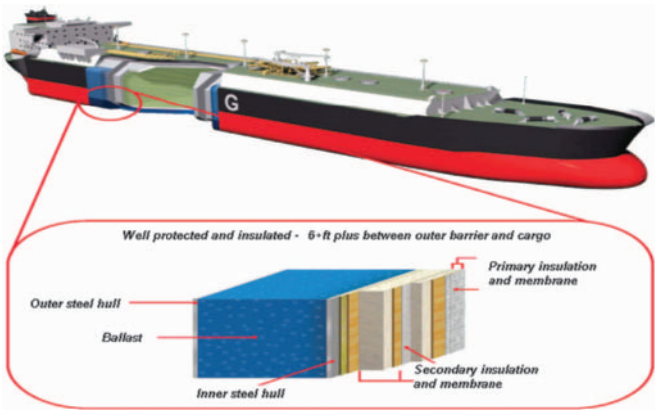 G
Well protected and insulated - 6+ft plus between outer barrier and cargo
Primary insulation
and membrane
Outer steel hull
Ballast
Secondary insulation
and membrane
Inner steel hull